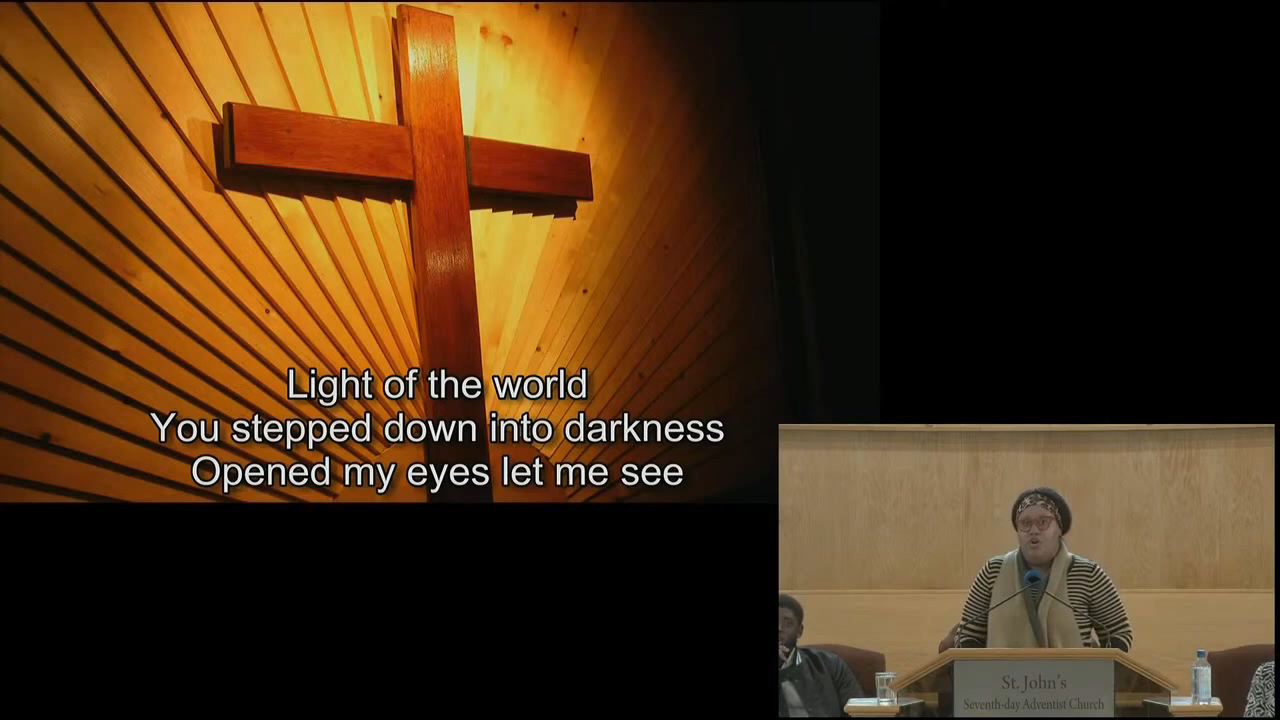 Light of the world
You stepped down into darkness
Opened my eyes let me see
St. John's
Seventh-day Adventist Church